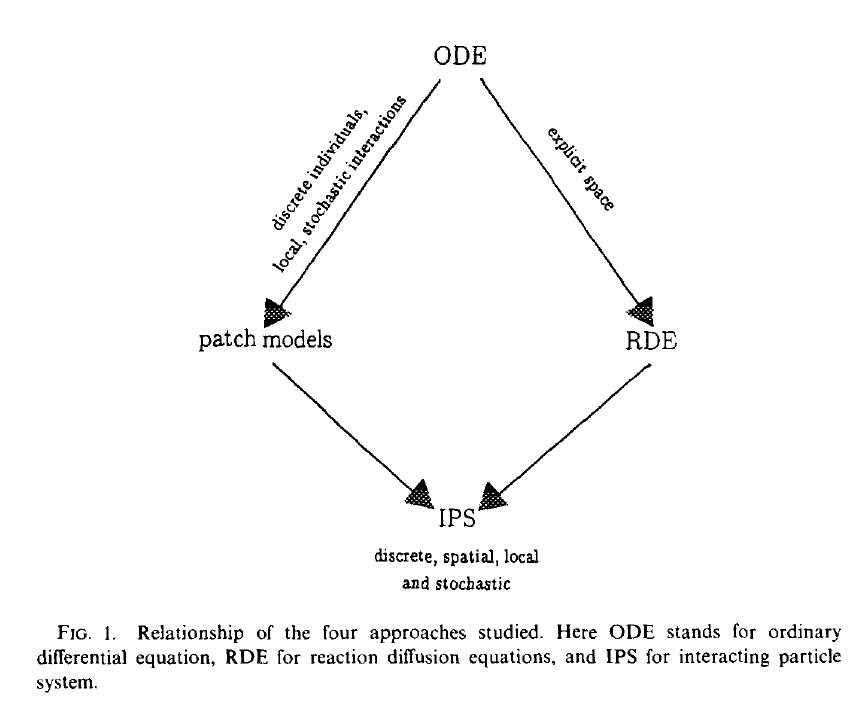 ODE
discrete individuals,
local, stochastic interactions
explicit space
patch models
RDE
IPS
discrete, spatial, local
and stochastic
FIG. 1. Relationship of the four approaches studied. Here ODE stands for ordinary
differential equation, RDE for reaction diffusion equations, and IPS for interacting particle
system.